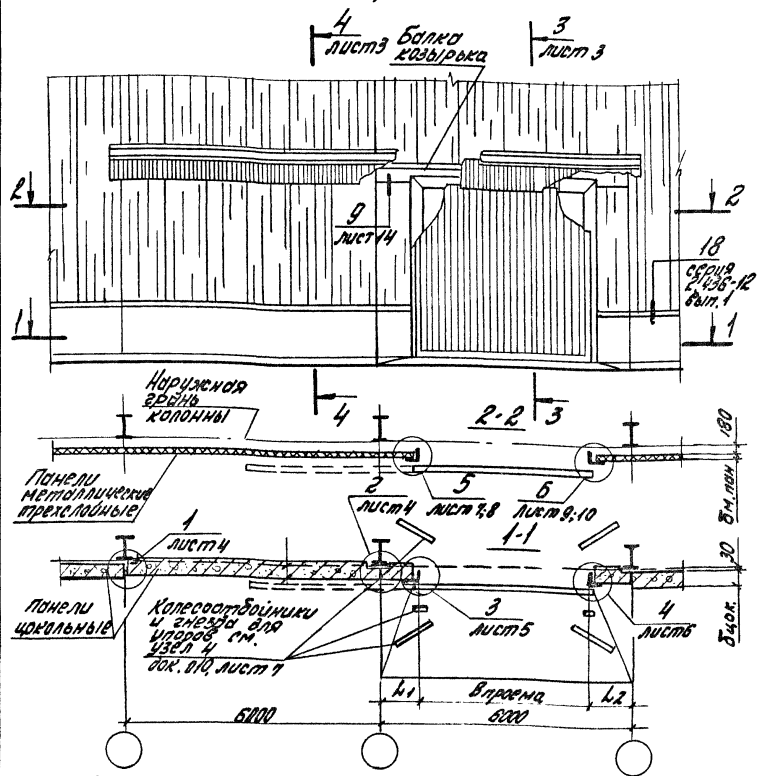 4
лист 3
Балка
козырька
3
лист 3
2
2
9
лист 14
18
серия
2.436-12
вып. 1
1
1
Наружная
грань
колонны
4
2-2
3
180
Панели
металлические
трехслойные
2
лист 4
5
лист 7;8
6
лист 9;10
δм.пан
1
лист 4
1-1
30
Панели
цокольные
Колесоотбойники
и гнезда для
упоров см.
узел 4
док. 010, лист 7
3
лист 5
4
лист 6
δцок.
L1
В проема
L2
6000
6000